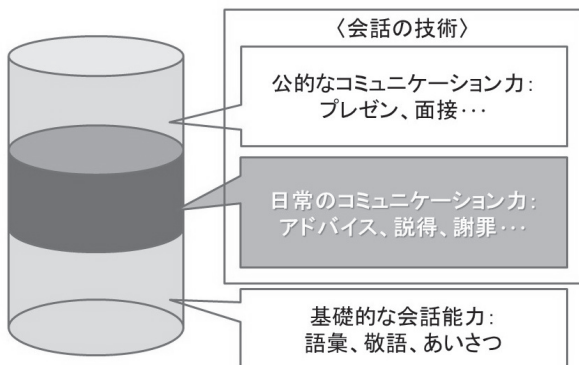 〈会話の技術〉
公的なコミュニケーション力：
プレゼン、面接･･･
日常のコミュニケーション力：
アドバイス、説得、謝罪･･･
基礎的な会話能力：
語彙、敬語、あいさつ